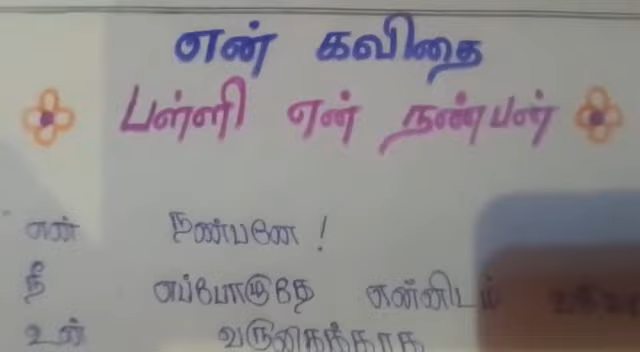 என் கவிதை
பள்ளி என் நண்பன்
என் நண்பனே !
நீ எப்போழுதே என்னிடம்
உன் வருகைக்காக